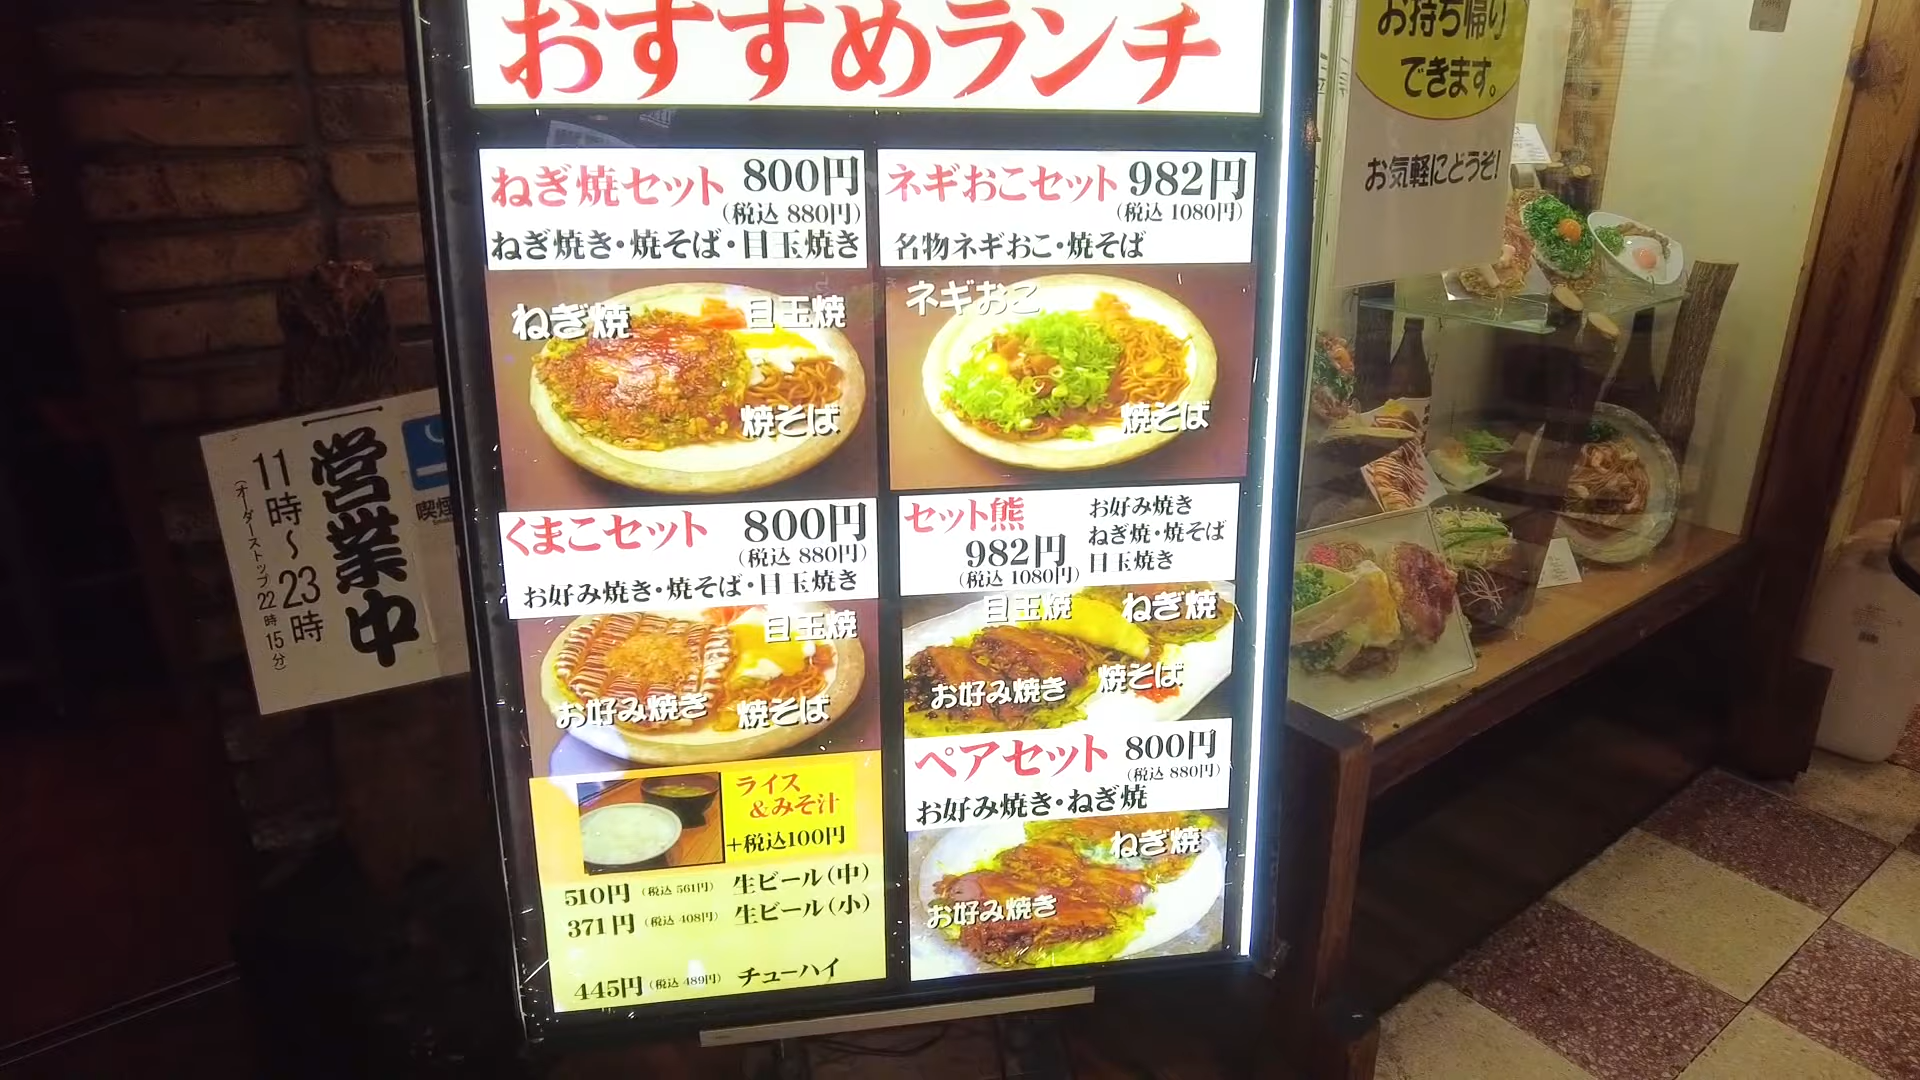 おすすめランチ
ねぎ焼セット 800円
(税込 880円)
ねぎ焼き・焼そば・目玉焼き
ねぎ焼
目玉焼
焼そば
ネギおこセット 982円
(税込 1080円)
名物ネギおこ・焼そば
ネギおこ
焼そば
くまこセット 800円
(税込 880円)
お好み焼き・焼そば・目玉焼き
目玉焼
お好み焼き
焼そば
セット熊
982円
(税込 1080円)
お好み焼き
ねぎ焼・焼そば
目玉焼き
目玉焼
ねぎ焼
お好み焼き
焼そば
ライス
&みそ汁
+税込100円
510円 (税込 561円) 生ビール(中)
371円 (税込 408円) 生ビール(小)
445円 (税込 489円) チューハイ
ペアセット 800円
(税込 880円)
お好み焼き・ねぎ焼
ねぎ焼
お好み焼き
営業中
11時〜23時
(オーダーストップ22時15分)
喫煙
お持ち帰り
できます。
お気軽にどうぞ!